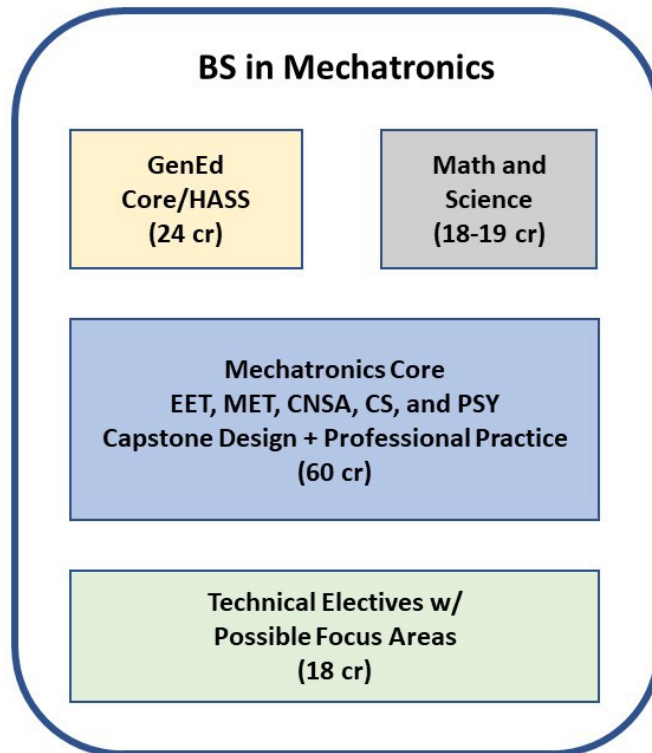 BS in Mechatronics
GenEd
Core/HASS
(24 cr)
Math and
Science
(18-19 cr)
Mechatronics Core
EET, MET, CNSA, CS, and PSY
Capstone Design + Professional Practice
(60 cr)
Technical Electives w/
Possible Focus Areas
(18 cr)